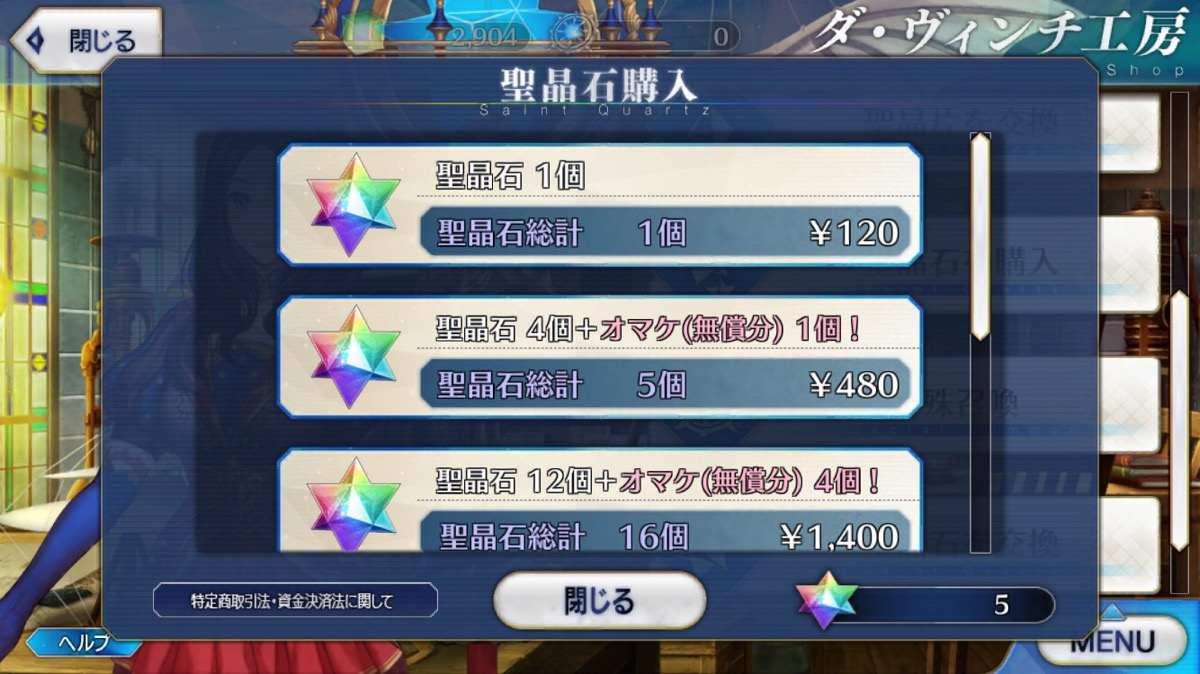 閉じる
2,904
0
ダ・ヴィンチ工房
Shop
聖晶石購入
Saint Quartz
聖晶石 1個
聖晶石総計 1個 ¥120
聖晶石 4個+オマケ(無償分) 1個!
聖晶石総計 5個 ¥480
聖晶石 12個+オマケ(無償分) 4個!
聖晶石総計 16個 ¥1,400
特定商取引法・資金決済法に関して
閉じる
5
ヘルプ
MENU